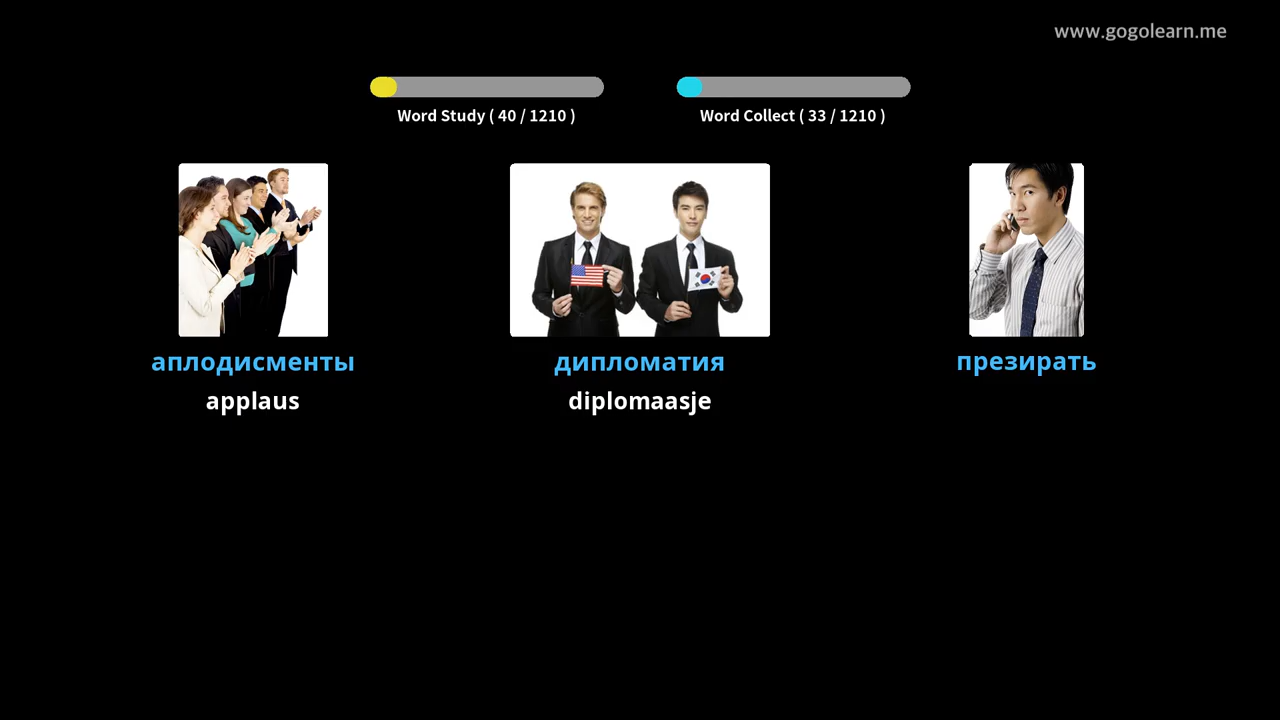 www.gogolearn.me
Word Study ( 40 / 1210 )
Word Collect ( 33 / 1210 )
аплодисменты
applaus
дипломатия
diplomaasje
презирать